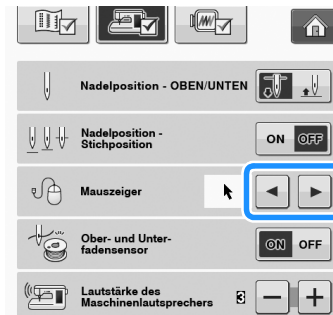 Nadelposition - OBEN/UNTEN
Nadelposition -
Stichposition
ON OFF
Mauszeiger
Ober- und Unter-
fadensensor
ON OFF
Lautstärke des
Maschinenlautsprechers
3